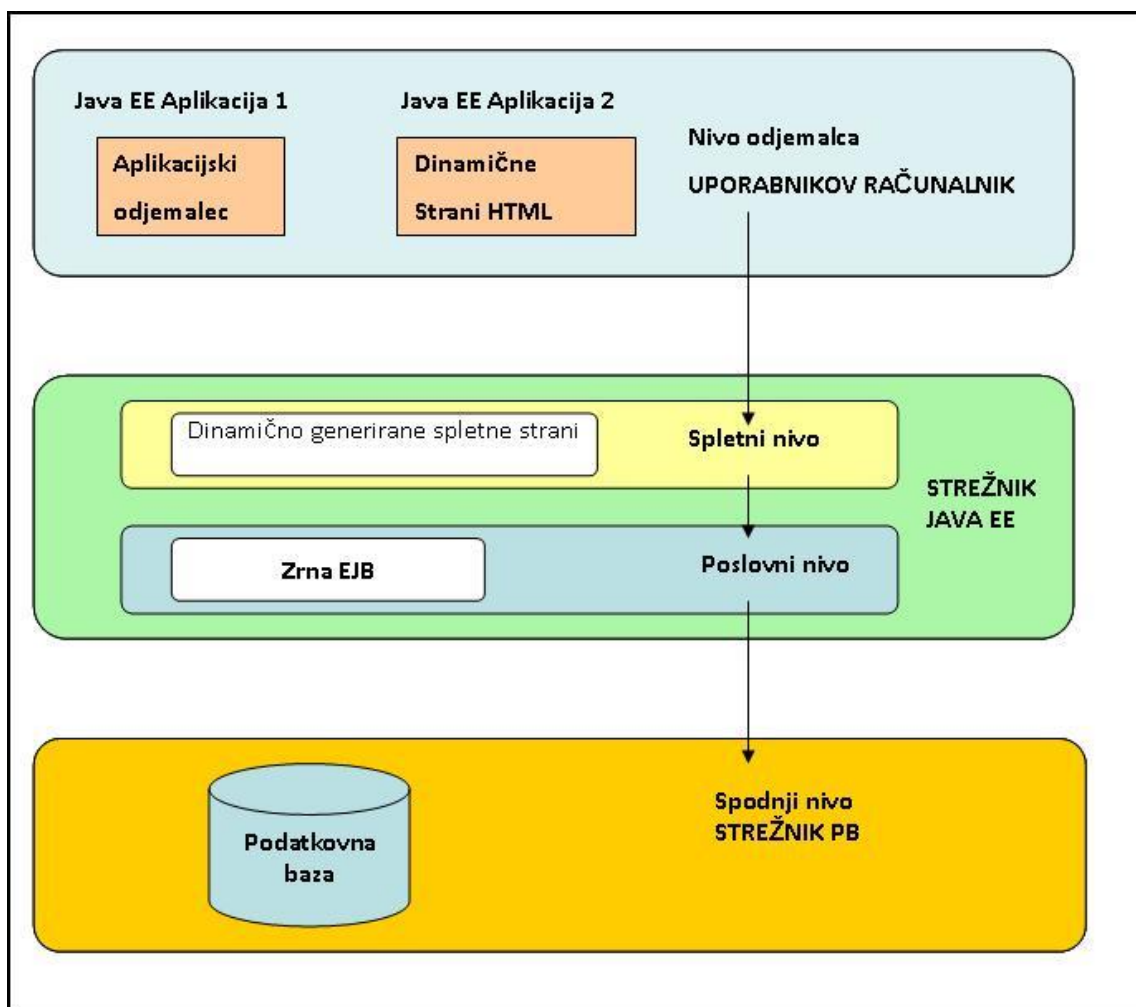 Java EE Aplikacija 1
Aplikacijski
odjemalec
Java EE Aplikacija 2
Dinamične
Strani HTML
Nivo odjemalca
UPORABNIKOV RAČUNALNIK
Dinamično generirane spletne strani
Spletni nivo
Zrna EJB
Poslovni nivo
STREŽNIK
JAVA EE
Podatkovna
baza
Spodnji nivo
STREŽNIK PB